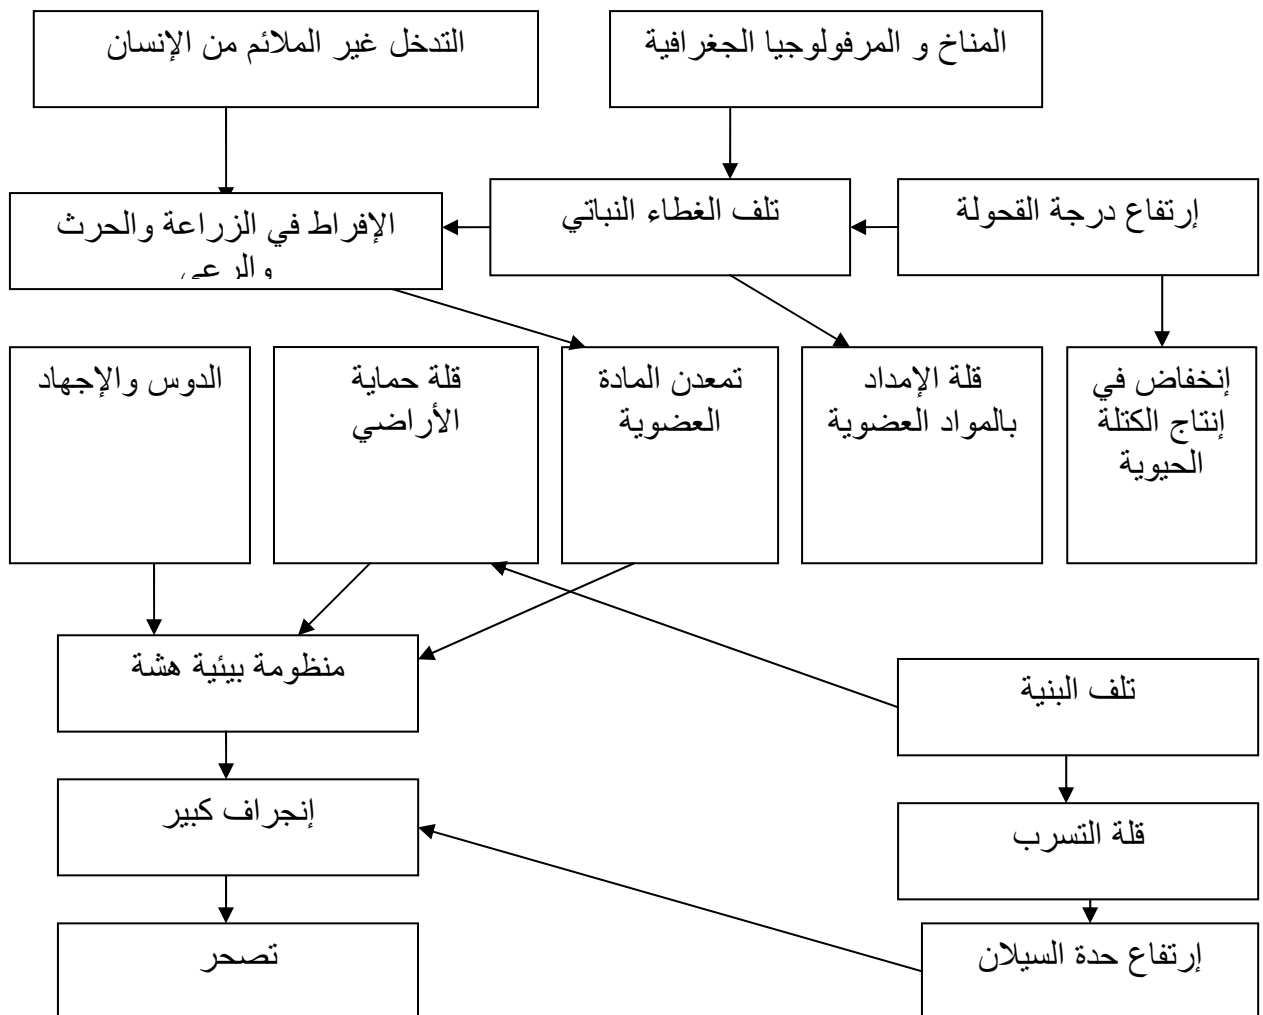 المناخ و المرفولوجيا الجغرافية
التدخل غير الملائم من الإنسان
إرتفاع درجة القحولة
تلف الغطاء النباتي
الإفراط في الزراعة والحرث
والرعي
إنخفاض في
إنتاج الكتلة
الحيوية
قلة الإمداد
بالمواد العضوية
تمعدن المادة
العضوية
قلة حماية
الأراضي
الدوس والإجهاد
منظومة بيئية هشة
تلف البنية
إنجراف كبير
قلة التسرب
إرتفاع حدة السيلان
تصحر